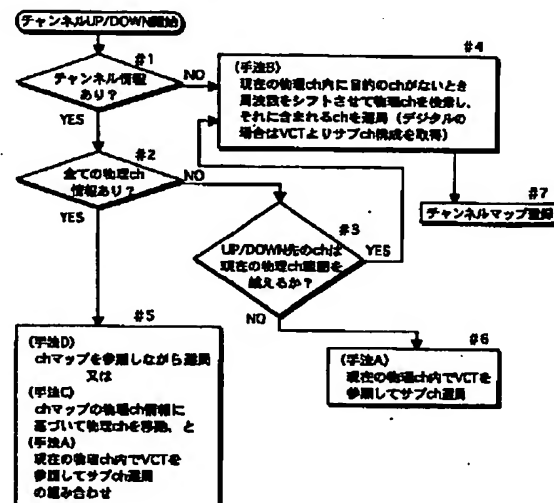 チャンネルUP/DOWN開始
#1
チャンネル情報
あり？
NO
YES
#4
(手法B)
現在の物理ch内に目的のchがないとき
周波数をシフトさせて物理chを検索し、
それに含まれるchを選局（デジタルの
場合はVCTよりサブch構成を取得）
#2
全ての物理ch
情報あり？
NO
YES
#7
チャンネルマップ登録
#3
UP/DOWN先のchは
現在の物理ch範囲を
越えるか？
YES
NO
#5
(手法D)
chマップを参照しながら選局
又は
(手法C)
chマップの物理ch情報に
基づいて物理chを移動、と
(手法A)
現在の物理ch内でVCTを
参照してサブch選局
の組み合わせ
#6
(手法A)
現在の物理ch内でVCTを
参照してサブch選局